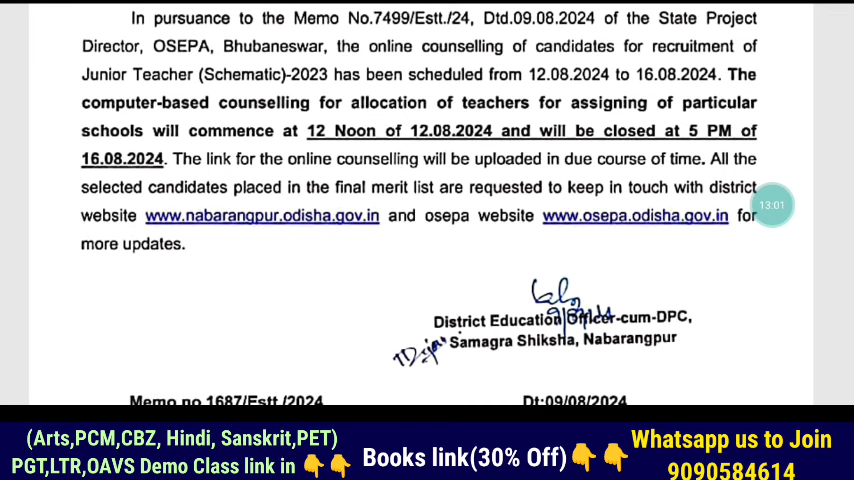 In pursuance to the Memo No.7499/Estt./24, Dtd.09.08.2024 of the State Project
Director, OSEPA, Bhubaneswar, the online counselling of candidates for recruitment of
Junior Teacher (Schematic)-2023 has been scheduled from 12.08.2024 to 16.08.2024. The
computer-based counselling for allocation of teachers for assigning of particular
schools will commence at 12 Noon of 12.08.2024 and will be closed at 5 PM of
16.08.2024. The link for the online counselling will be uploaded in due course of time. All the
selected candidates placed in the final merit list are requested to keep in touch with district
website www.nabarangpur.odisha.gov.in and osepa website www.osepa.odisha.gov.in for
more updates.
13:01
District Education Officer-cum-DPC,
Samagra Shiksha, Nabarangpur
Memo no.1687/Estt./2024 Dt:09/08/2024
(Arts,PCM,CBZ, Hindi, Sanskrit,PET)
PGT,LTR,OAVS Demo Class link in 👇👇
Books link(30% Off)👇👇
Whatsapp us to Join
9090584614